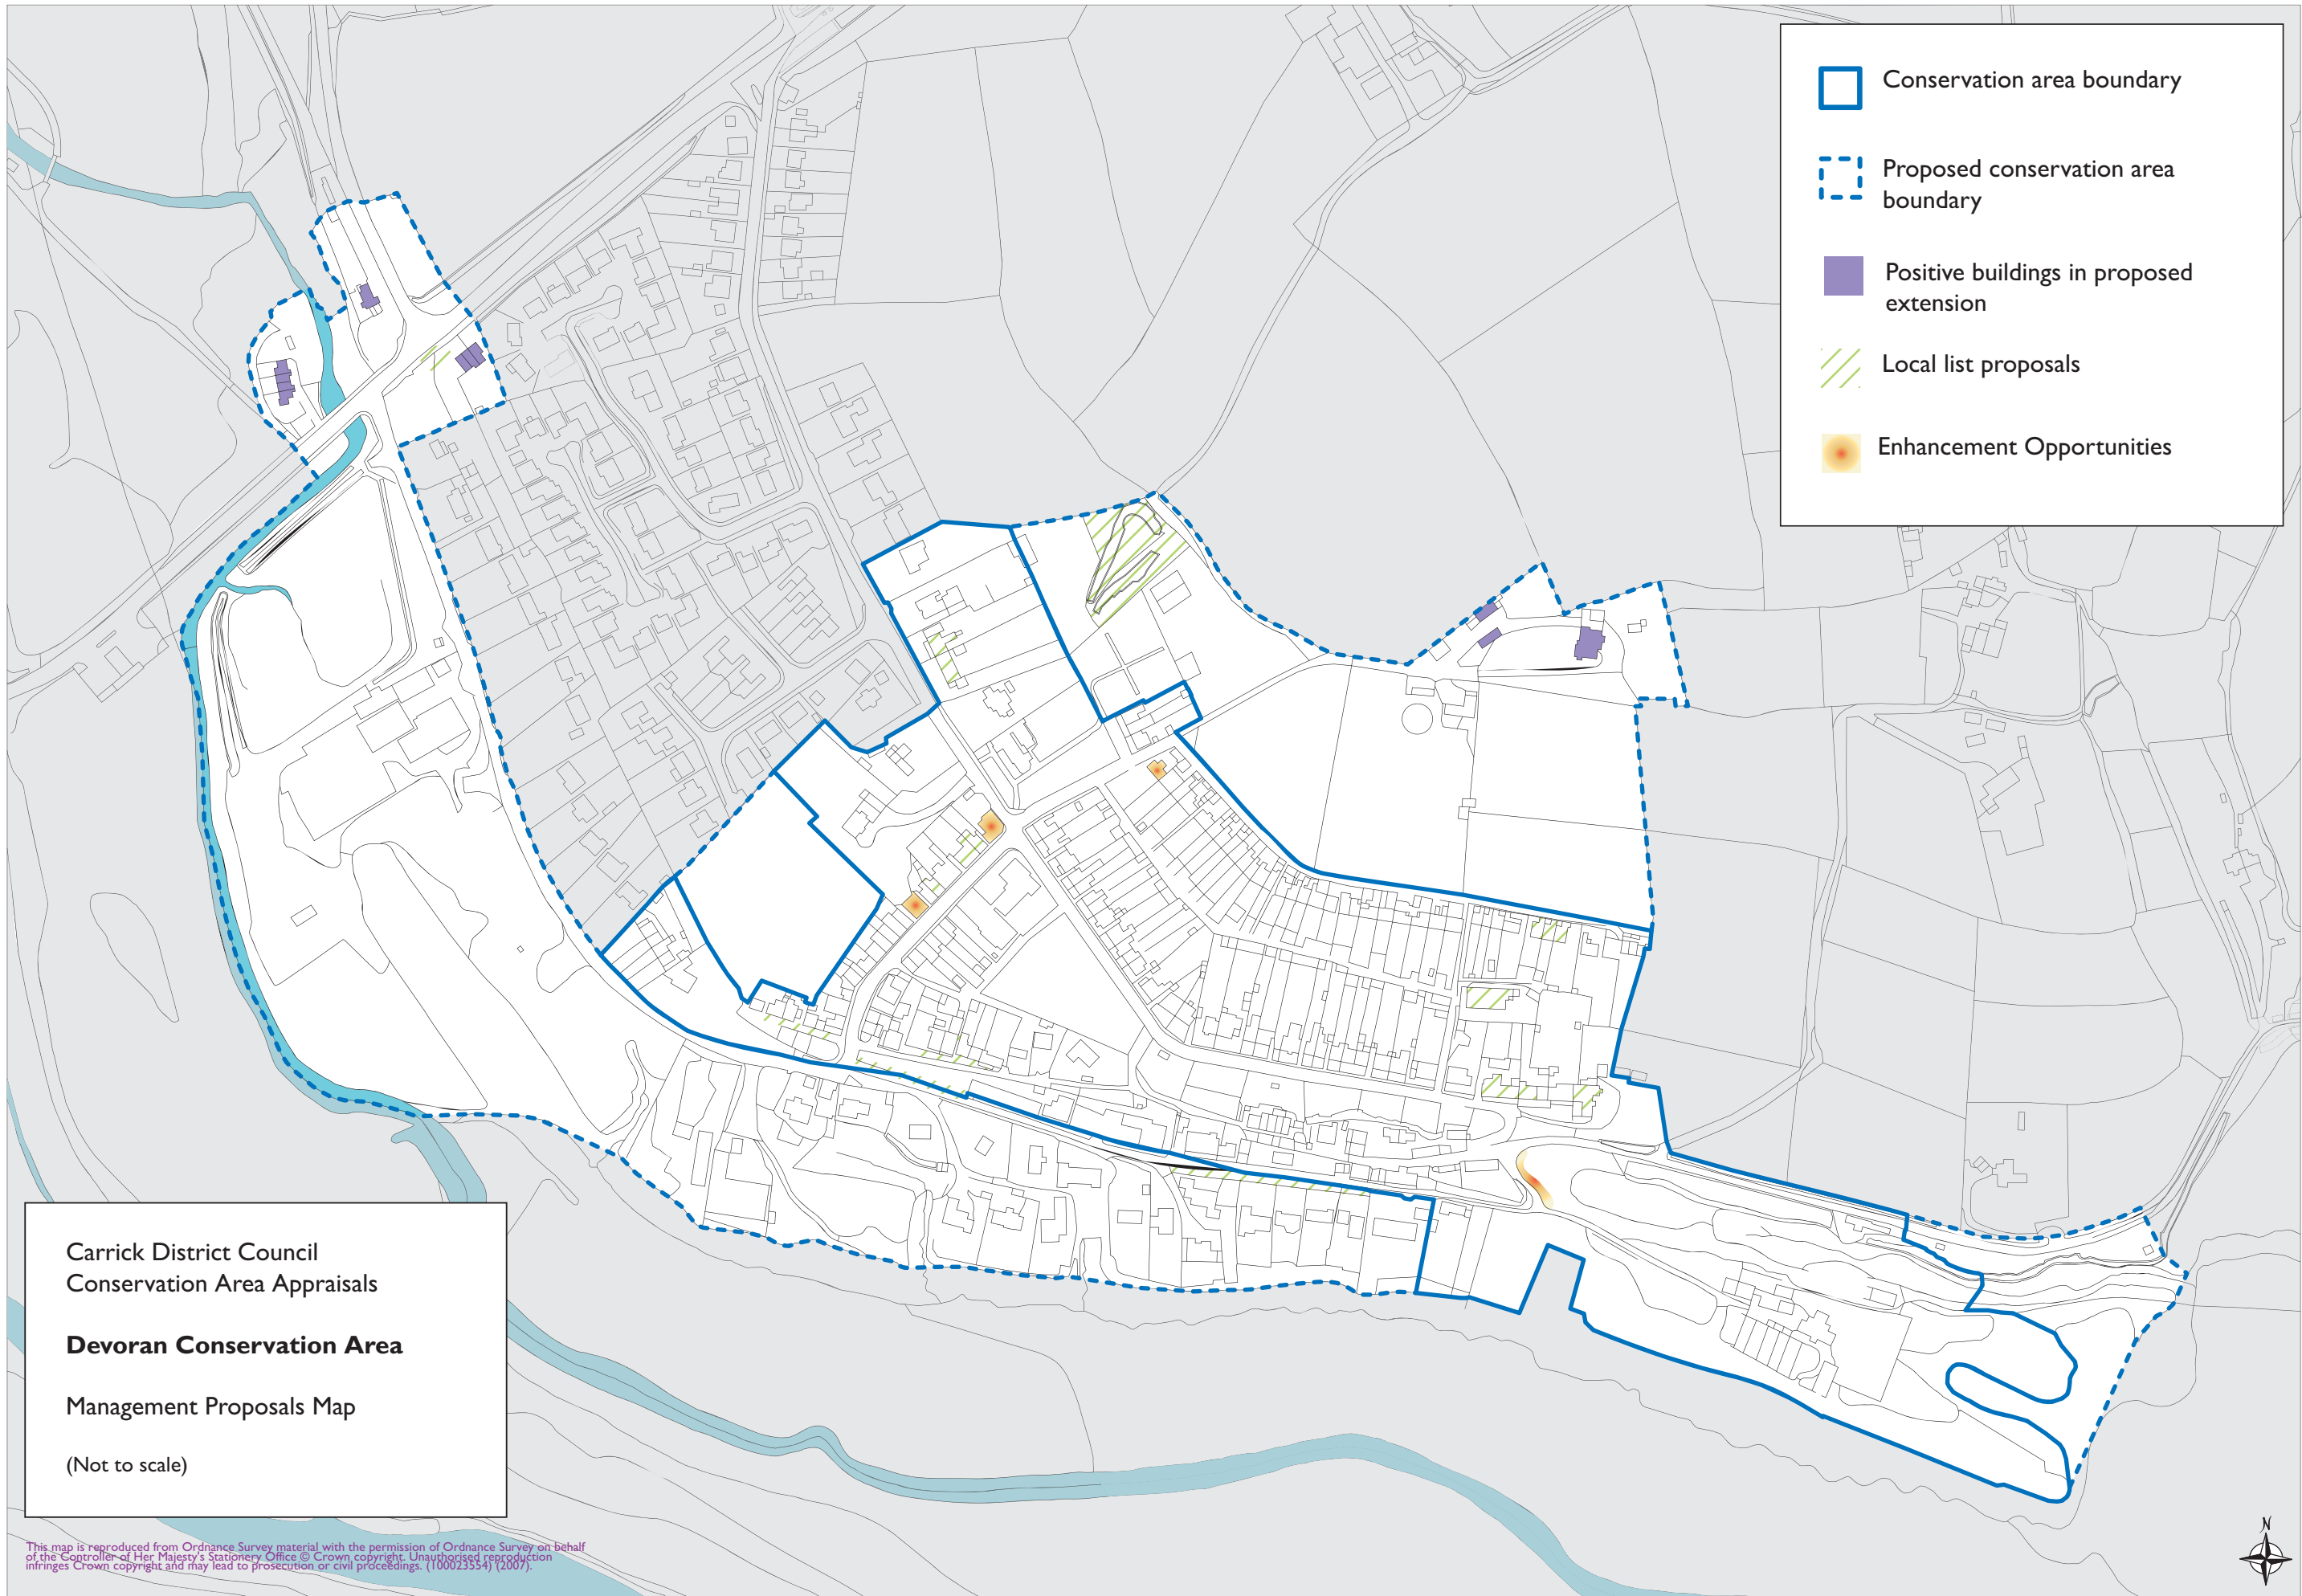 Conservation area boundary
Proposed conservation area
boundary
Positive buildings in proposed
extension
Local list proposals
Enhancement Opportunities
Carrick District Council
Conservation Area Appraisals
Devoran Conservation Area
Management Proposals Map
(Not to scale)
This map is reproduced from Ordnance Survey material with the permission of Ordnance Survey on behalf
of the Controller of Her Majesty's Stationery Office © Crown copyright. Unauthorised reproduction
infringes Crown copyright and may lead to prosecution or civil proceedings. (100023554) (2007).
N